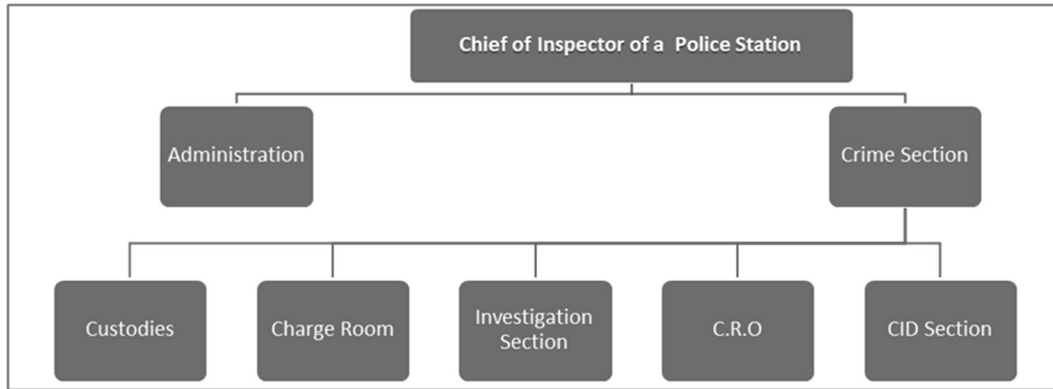 Chief of Inspector of a Police Station
Administration
Crime Section
Custodies
Charge Room
Investigation
Section
C.R.O
CID Section